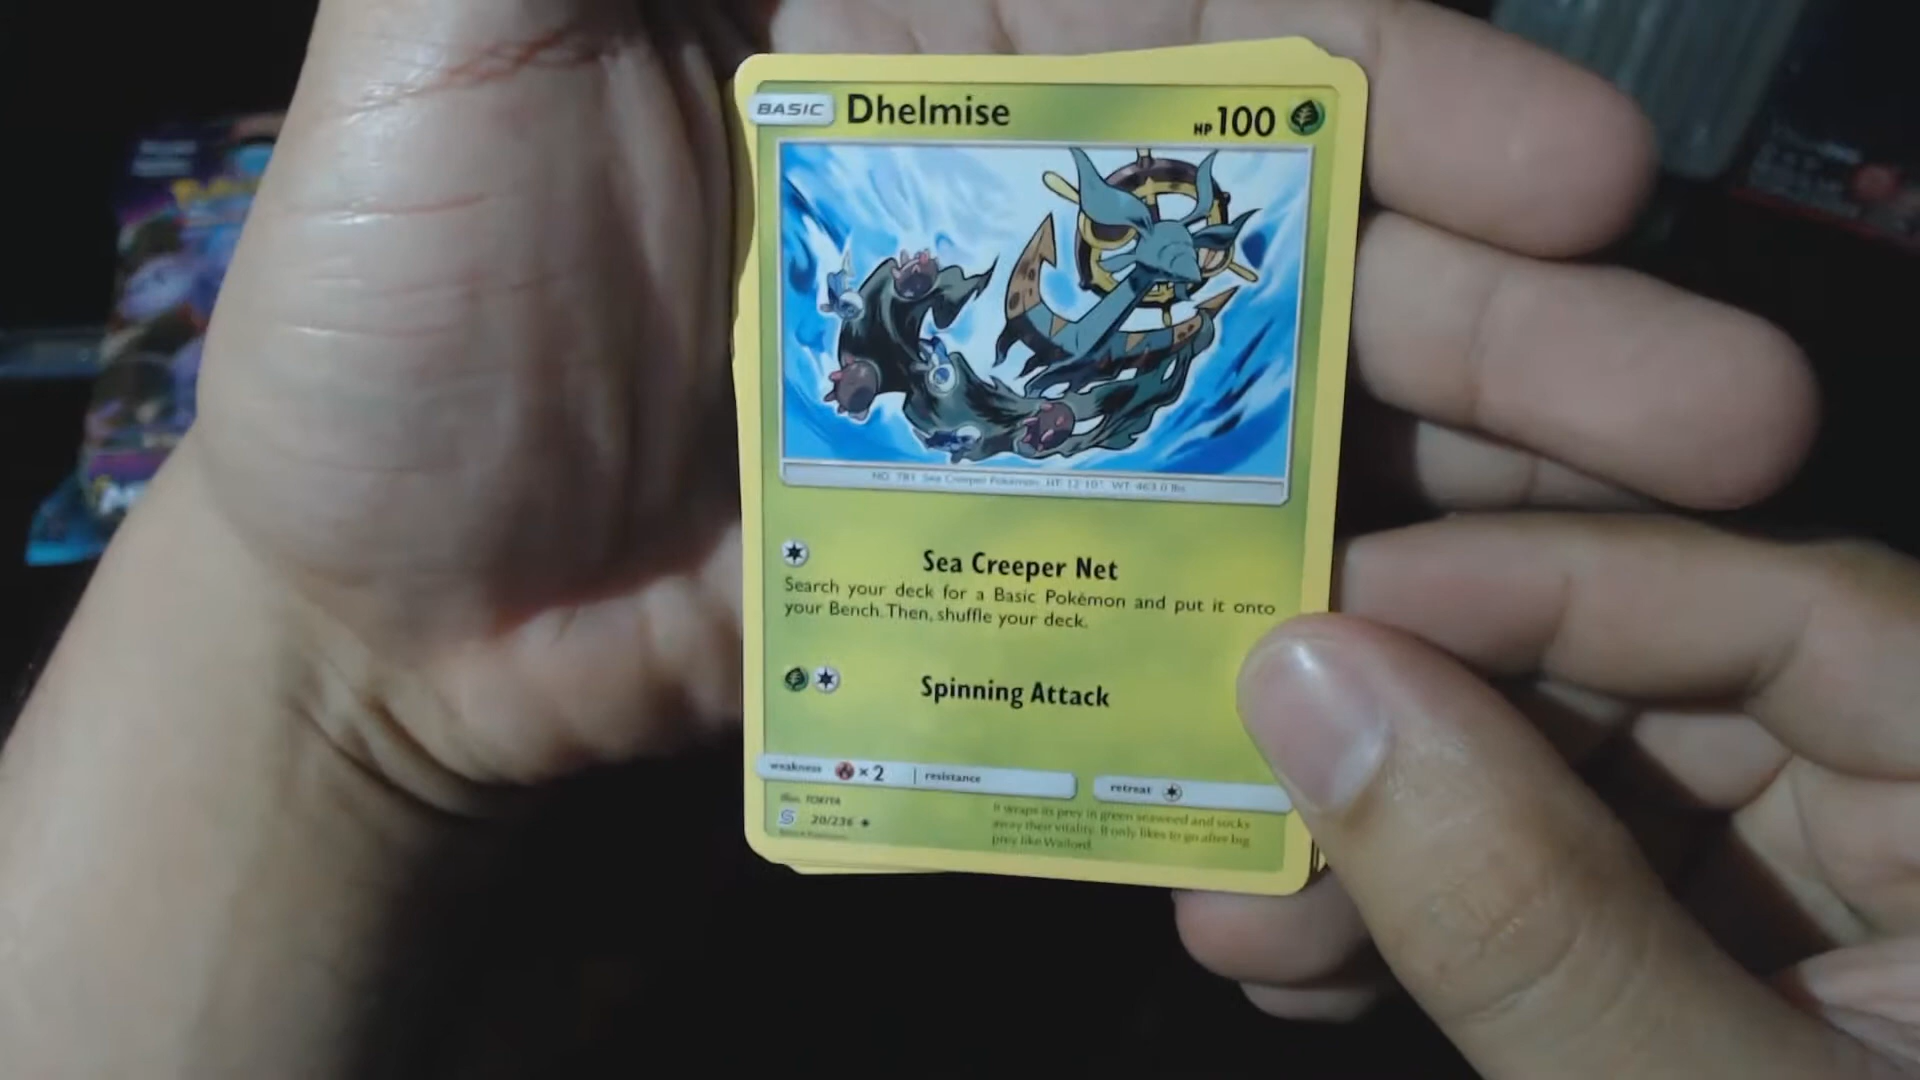 BASIC Dhelmise HP 100
NO. 781 Sea Creeper Pokémon HT: 12'10" WT: 463.0 lbs
Sea Creeper Net
Search your deck for a Basic Pokémon and put it onto
your Bench. Then, shuffle your deck.
Spinning Attack
weakness ×2 resistance
retreat
Illus. TOKIYA
20/236
It wraps its prey in green seaweed and sucks
away their vitality. It only likes to go after big
prey like Wailord.